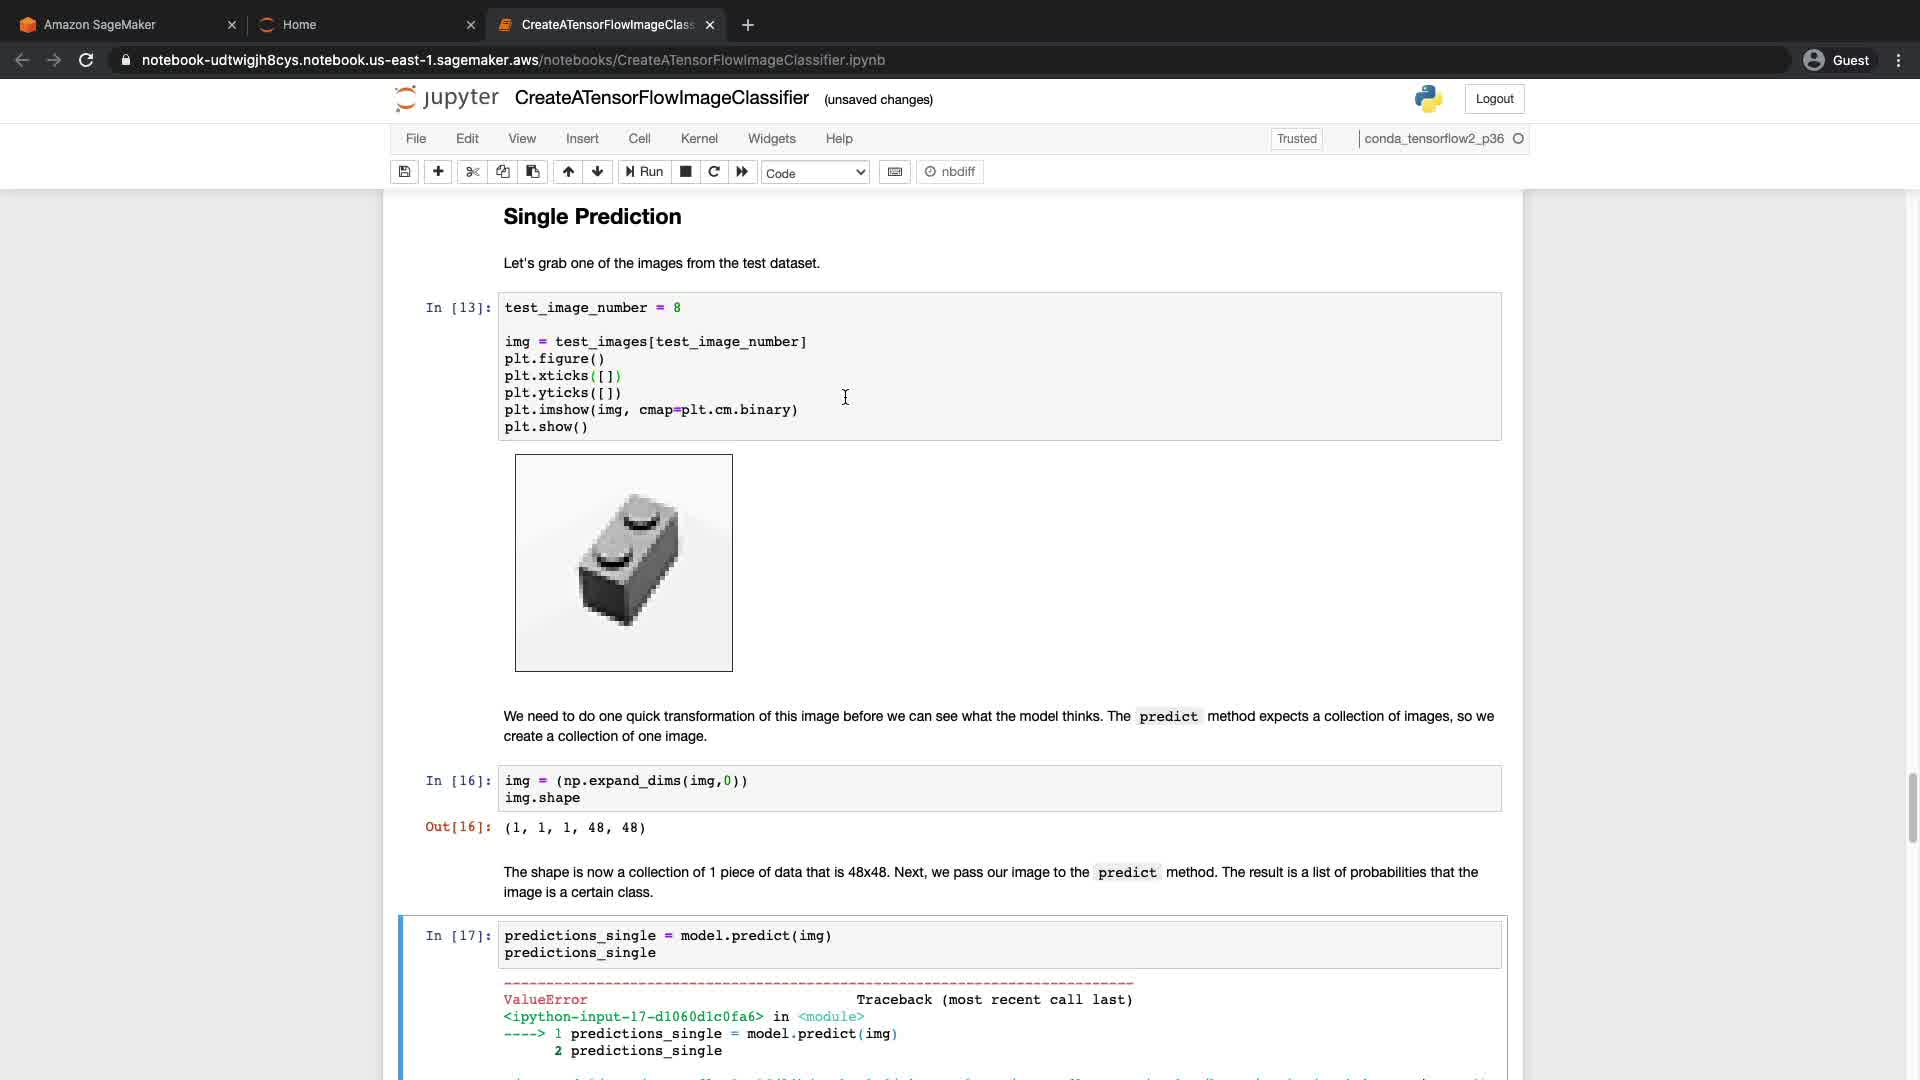 Amazon SageMaker
Home
CreateATensorFlowImageClass
notebook-udtwigjh8cys.notebook.us-east-1.sagemaker.aws/notebooks/CreateATensorFlowImageClassifier.ipynb
Guest
jupyter CreateATensorFlowImageClassifier (unsaved changes)
Logout
File Edit View Insert Cell Kernel Widgets Help
Trusted
conda_tensorflow2_p36
Run
Code
nbdiff
Single Prediction
Let's grab one of the images from the test dataset.
In [13]: test_image_number = 8
img = test_images[test_image_number]
plt.figure()
plt.xticks([])
plt.yticks([])
plt.imshow(img, cmap=plt.cm.binary)
plt.show()
We need to do one quick transformation of this image before we can see what the model thinks. The predict method expects a collection of images, so we
create a collection of one image.
In [16]: img = (np.expand_dims(img,0))
img.shape
Out[16]: (1, 1, 1, 48, 48)
The shape is now a collection of 1 piece of data that is 48x48. Next, we pass our image to the predict method. The result is a list of probabilities that the
image is a certain class.
In [17]: predictions_single = model.predict(img)
predictions_single
---------------------------------------------------------------------------
ValueError Traceback (most recent call last)
<ipython-input-17-d1060d1c0fa6> in <module>
----> 1 predictions_single = model.predict(img)
2 predictions_single